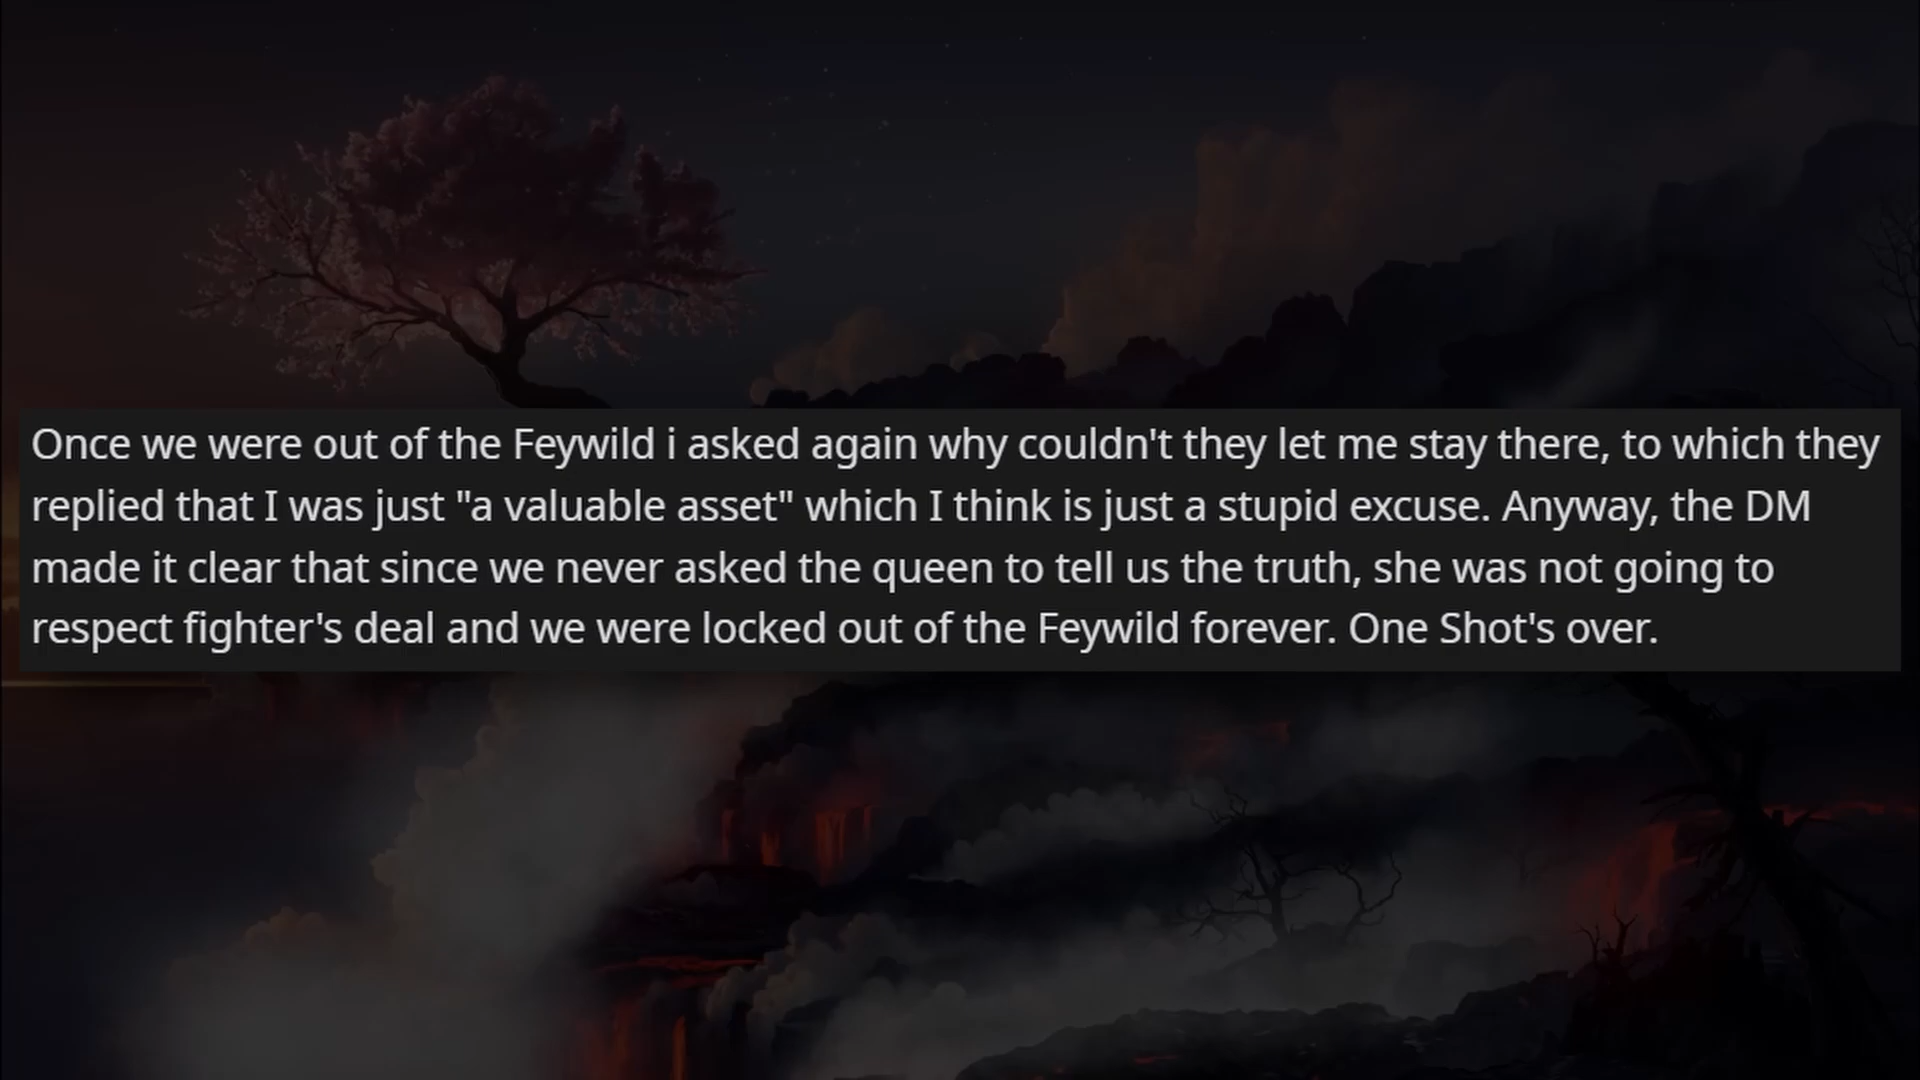 Once we were out of the Feywild i asked again why couldn't they let me stay there, to which they
replied that I was just "a valuable asset" which I think is just a stupid excuse. Anyway, the DM
made it clear that since we never asked the queen to tell us the truth, she was not going to
respect fighter's deal and we were locked out of the Feywild forever. One Shot's over.